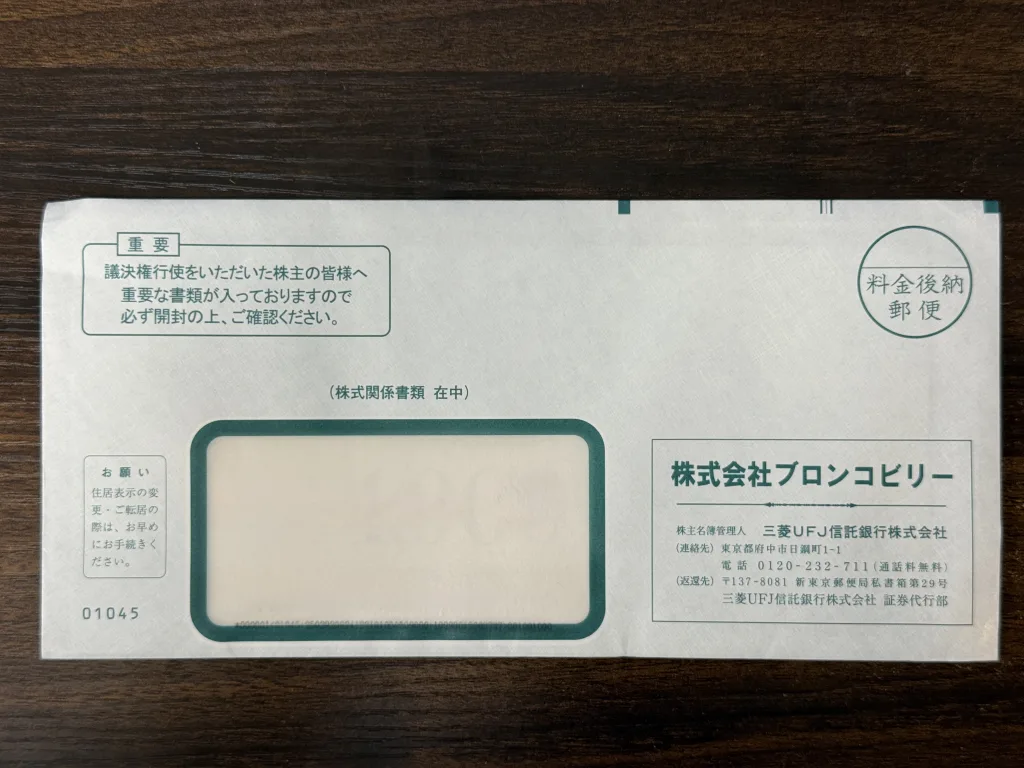 重要
議決権行使をいただいた株主の皆様へ
重要な書類が入っておりますので
必ず開封の上、ご確認ください。
料金後納
郵便
(株式関係書類 在中)
お願い
住居表示の変
更・ご転居の
際は、お早め
にお手続きく
ださい。
01045
株式会社ブロンコビリー
株主名簿管理人 三菱UFJ信託銀行株式会社
(連絡先) 東京都府中市日鋼町1-1
電話 0120-232-711(通話料無料)
(返還先) 〒137-8081 新東京郵便局私書箱第29号
三菱UFJ信託銀行株式会社 証券代行部